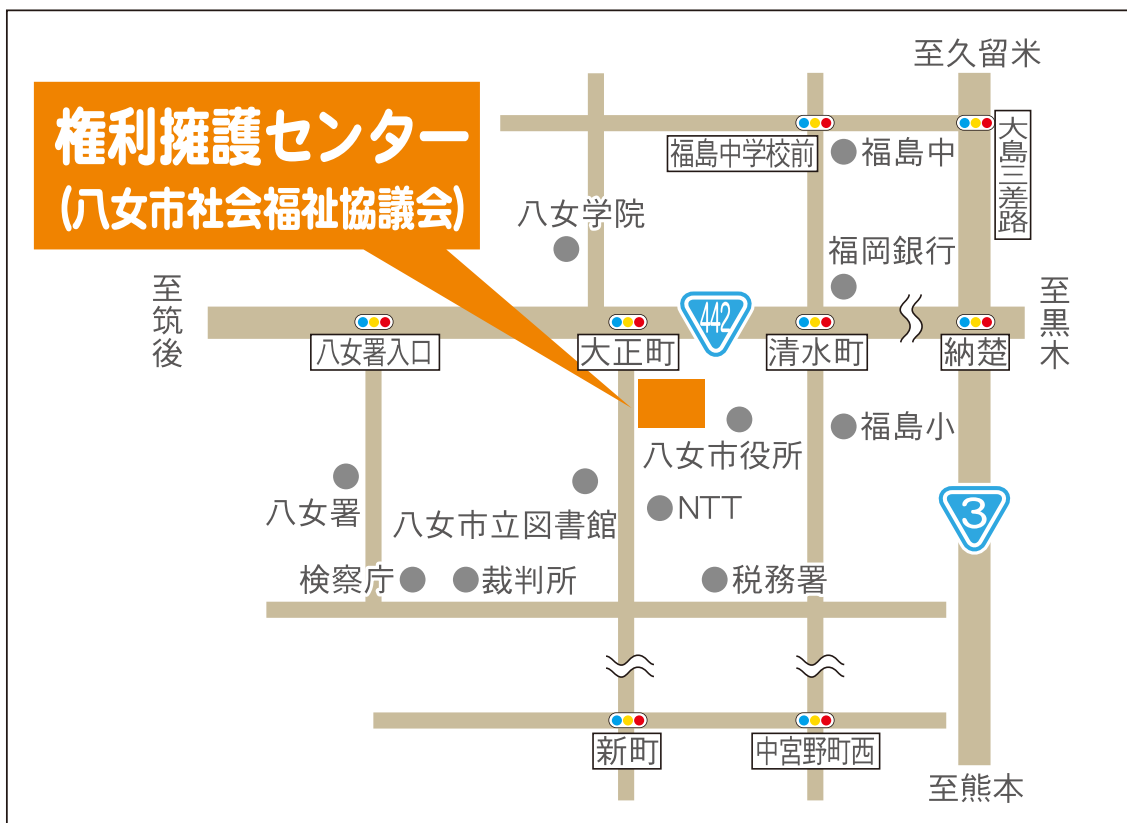 至久留米
権利擁護センター
(八女市社会福祉協議会)
福島中学校前
福島中
大島三差路
八女学院
福岡銀行
至筑後
442
至黒木
八女署入口
大正町
清水町
納楚
八女市役所
福島小
八女署
八女市立図書館
NTT
3
検察庁
裁判所
税務署
新町
中宮野町西
至熊本